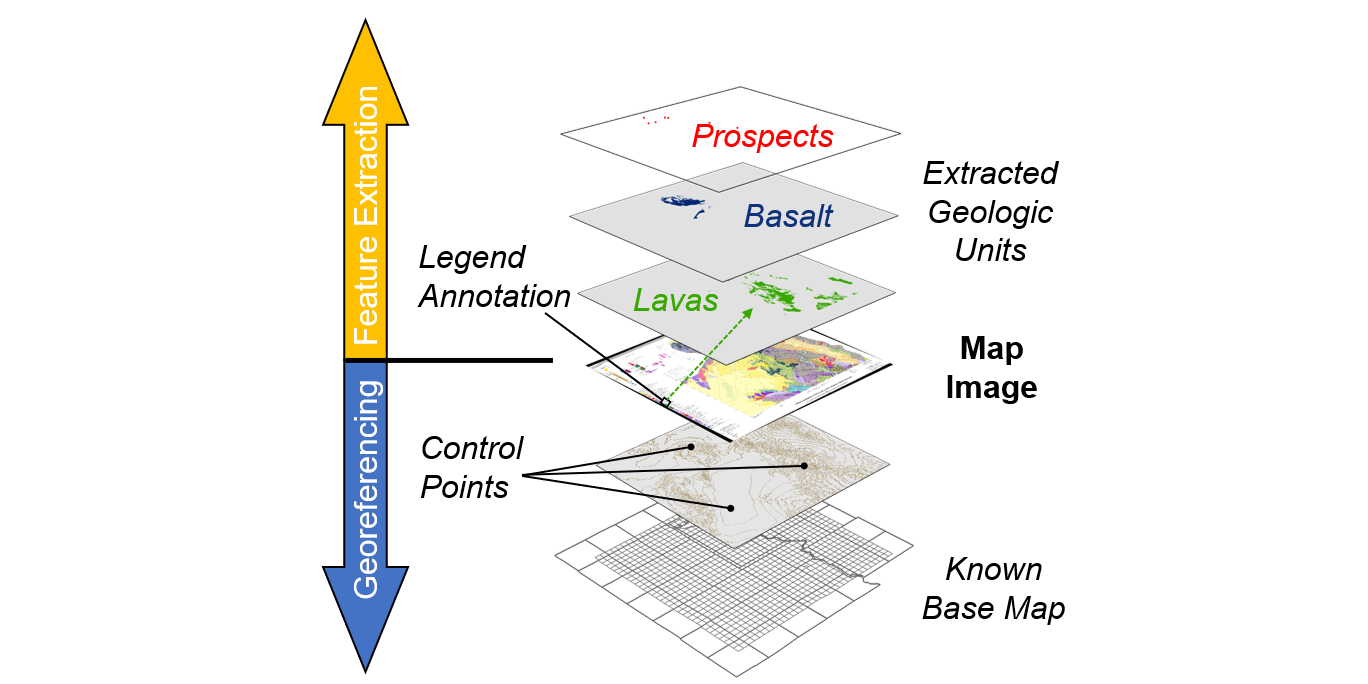 Feature Extraction
Georeferencing
Prospects
Basalt
Lavas
Extracted
Geologic
Units
Legend
Annotation
Map
Image
Control
Points
Known
Base Map